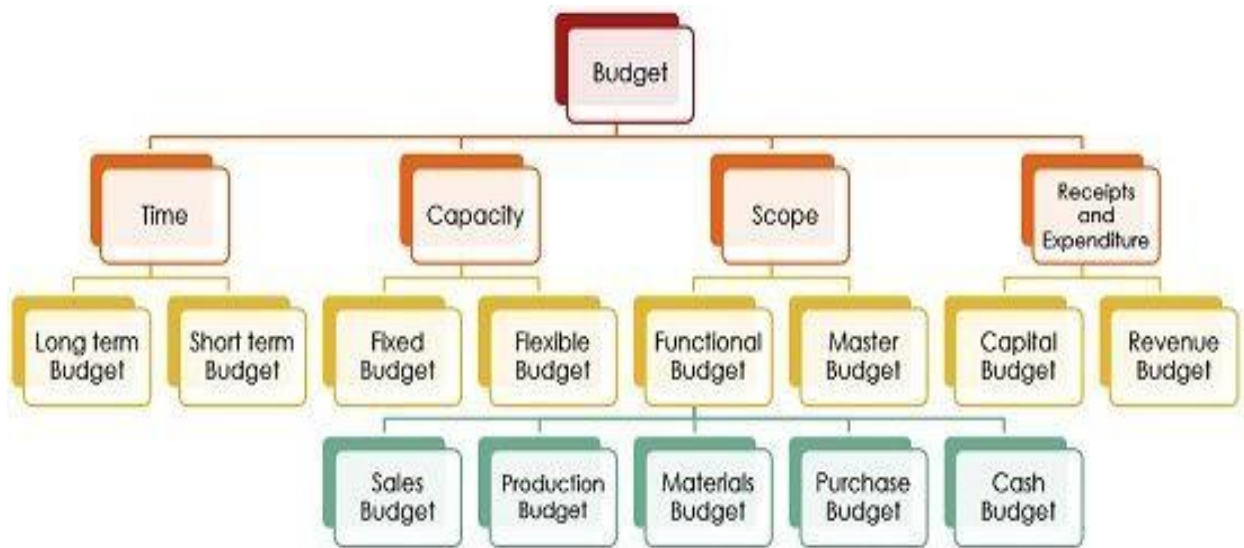 Budget
Time
Capacity
Scope
Receipts
and
Expenditure
Long term
Budget
Short term
Budget
Fixed
Budget
Flexible
Budget
Functional
Budget
Master
Budget
Capital
Budget
Revenue
Budget
Sales
Budget
Production
Budget
Materials
Budget
Purchase
Budget
Cash
Budget